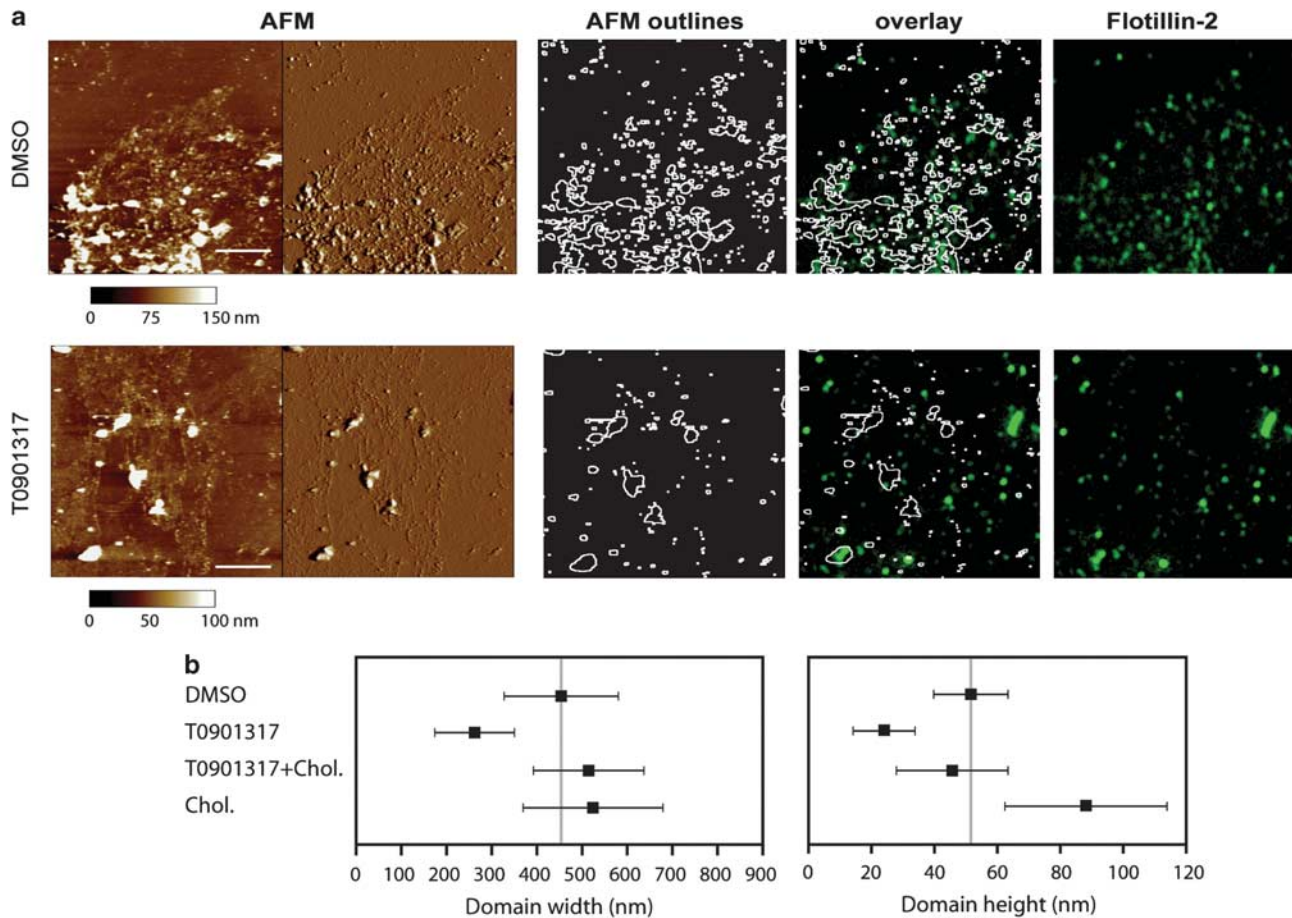 a
AFM AFM outlines overlay Flotillin-2
DMSO
0 75 150 nm
T0901317
0 50 100 nm
b
DMSO
T0901317
T0901317+Chol.
Chol.
0 100 200 300 400 500 600 700 800 900
Domain width (nm)
0 20 40 60 80 100 120
Domain height (nm)